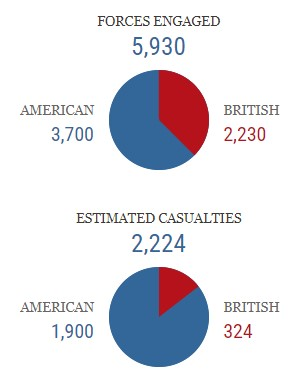 FORCES ENGAGED
5,930
AMERICAN
3,700
BRITISH
2,230
ESTIMATED CASUALTIES
2,224
AMERICAN
1,900
BRITISH
324